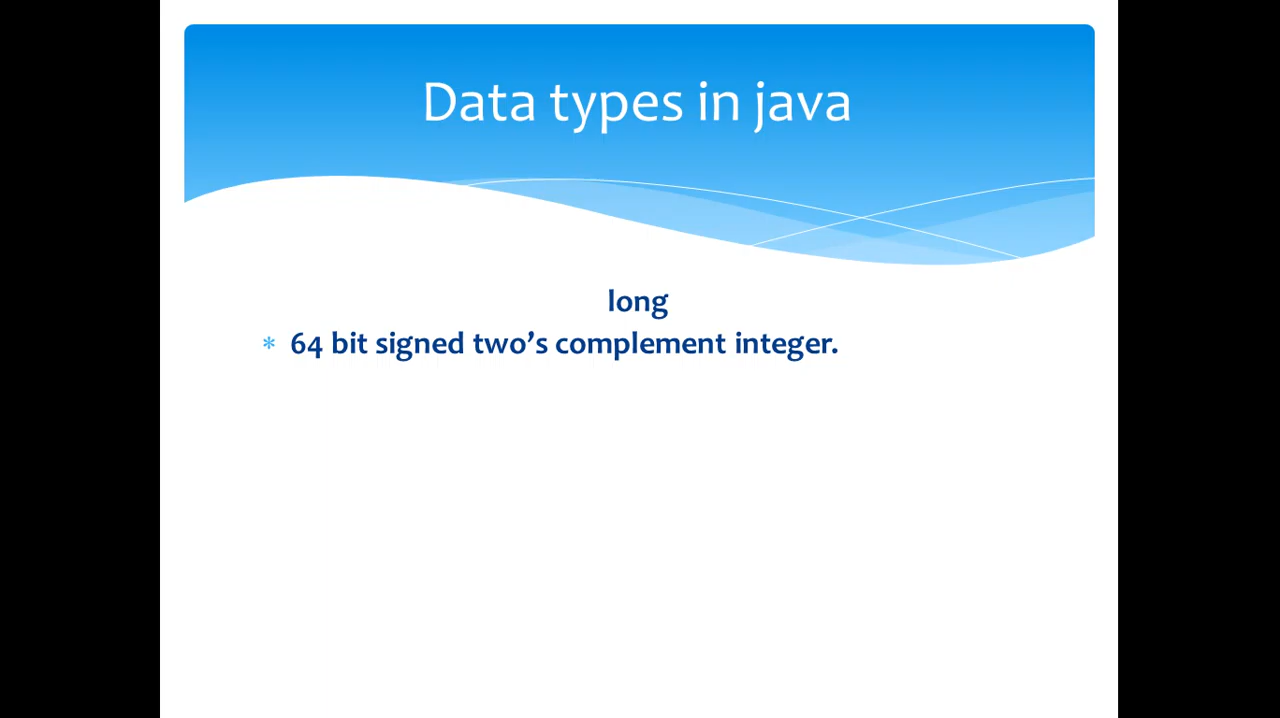 Data types in java
long
* 64 bit signed two’s complement integer.